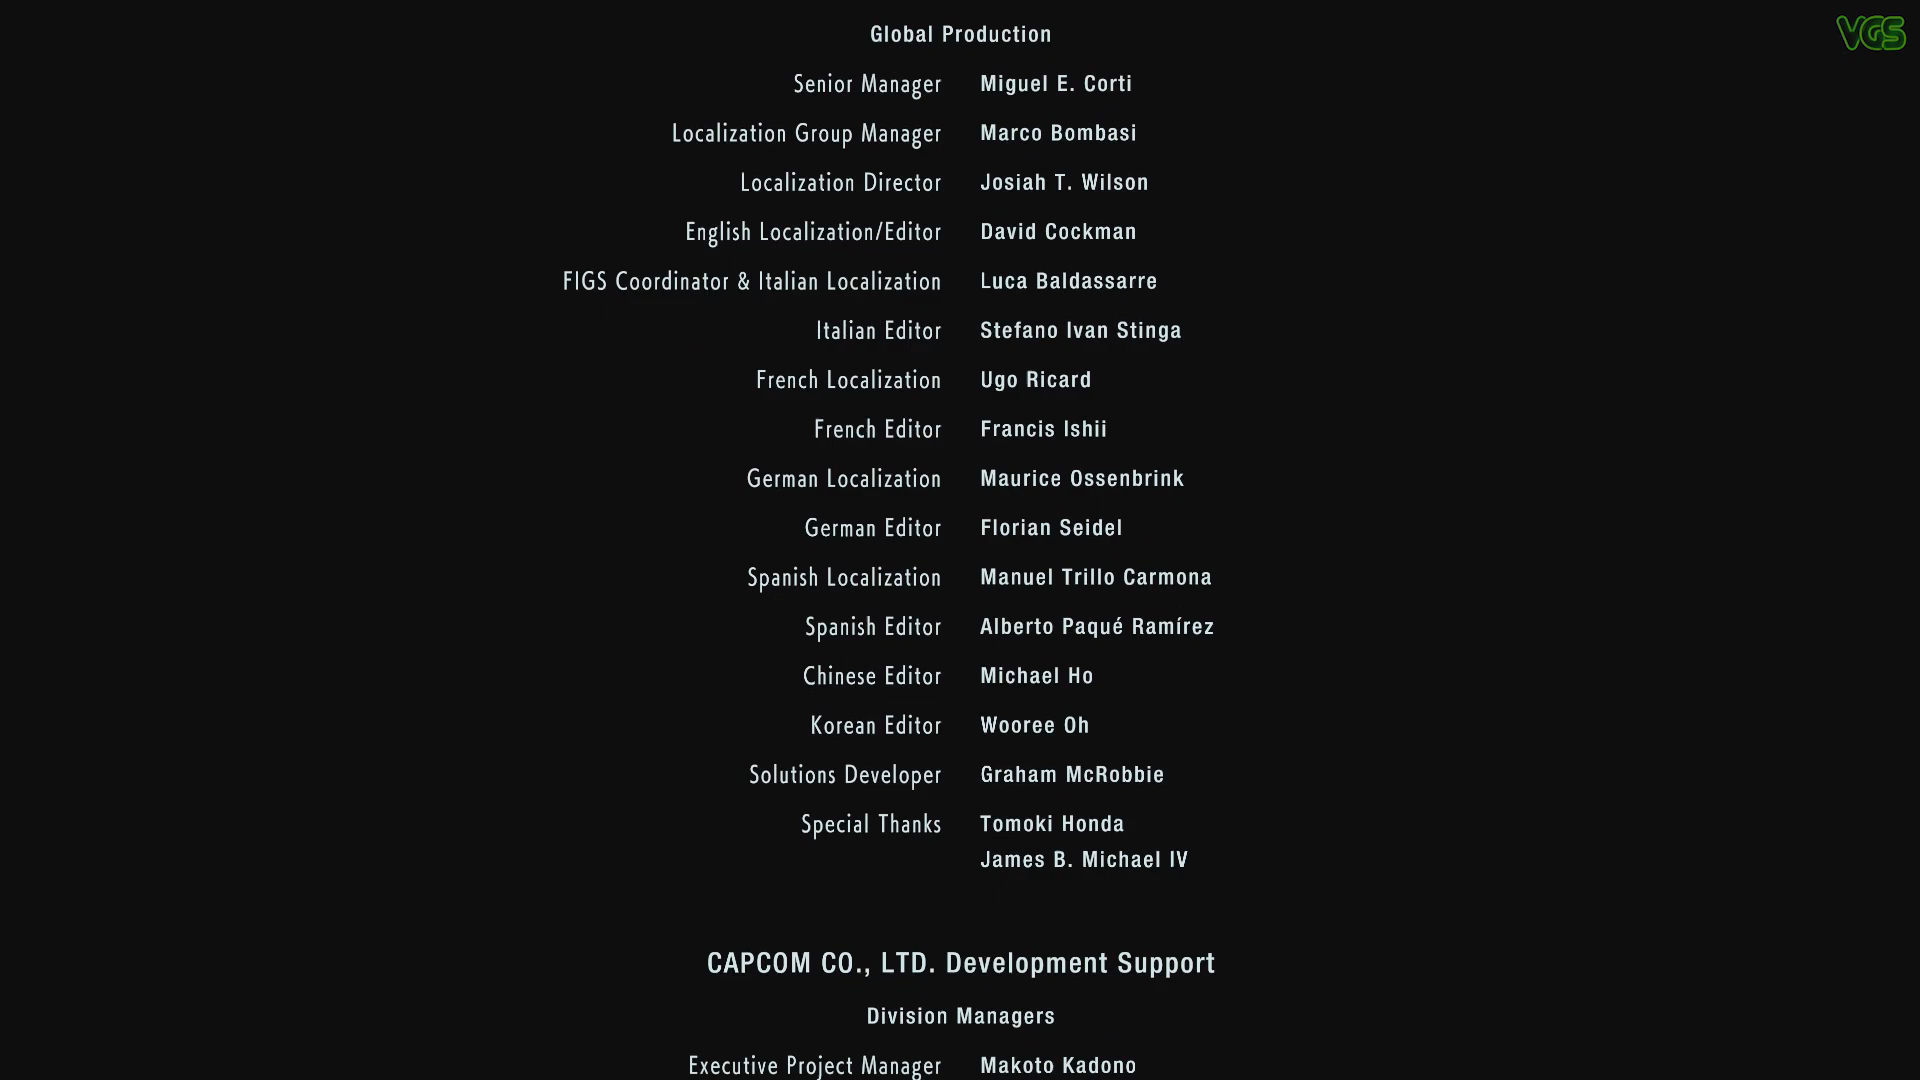 VGS
Global Production
Senior Manager Miguel E. Corti
Localization Group Manager Marco Bombasi
Localization Director Josiah T. Wilson
English Localization/Editor David Cockman
FIGS Coordinator & Italian Localization Luca Baldassarre
Italian Editor Stefano Ivan Stinga
French Localization Ugo Ricard
French Editor Francis Ishii
German Localization Maurice Ossenbrink
German Editor Florian Seidel
Spanish Localization Manuel Trillo Carmona
Spanish Editor Alberto Paqué Ramírez
Chinese Editor Michael Ho
Korean Editor Wooree Oh
Solutions Developer Graham McRobbie
Special Thanks Tomoki Honda
James B. Michael IV
CAPCOM CO., LTD. Development Support
Division Managers
Executive Project Manager Makoto Kadono